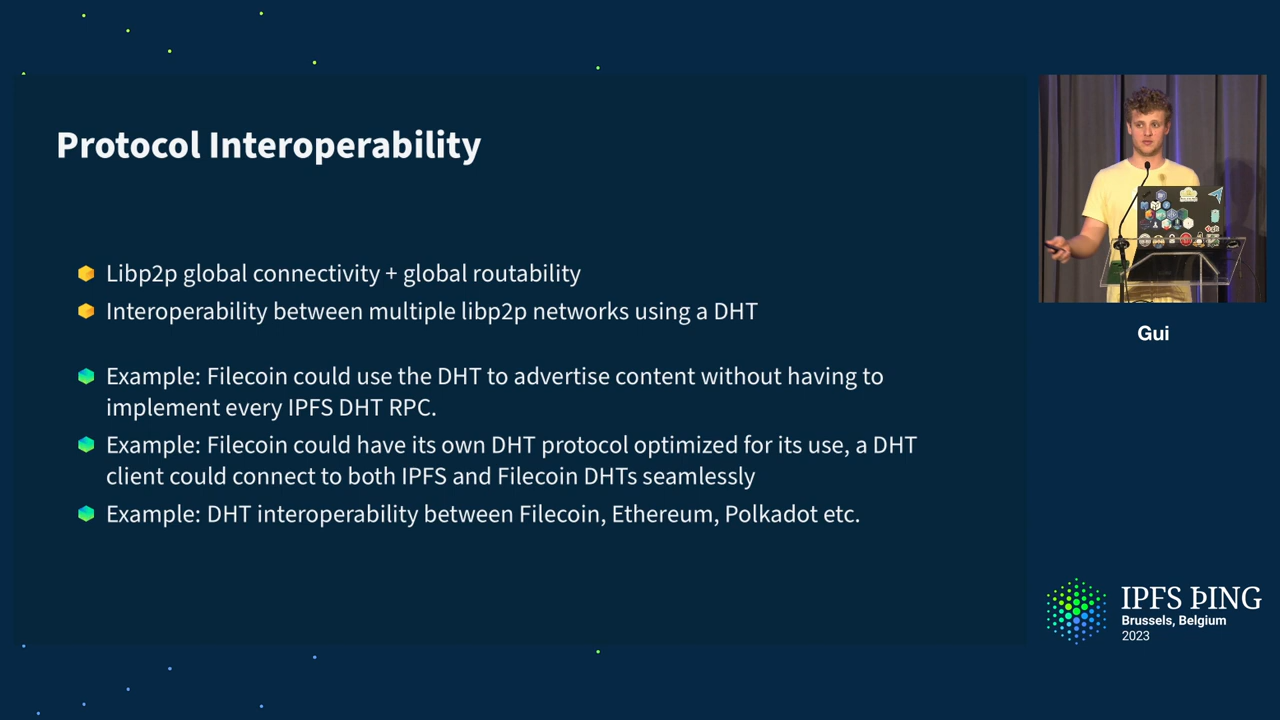 Protocol Interoperability
Libp2p global connectivity + global routability
Interoperability between multiple libp2p networks using a DHT
Example: Filecoin could use the DHT to advertise content without having to
implement every IPFS DHT RPC.
Example: Filecoin could have its own DHT protocol optimized for its use, a DHT
client could connect to both IPFS and Filecoin DHTs seamlessly
Example: DHT interoperability between Filecoin, Ethereum, Polkadot etc.
Gui
IPFS ÞING
Brussels, Belgium
2023